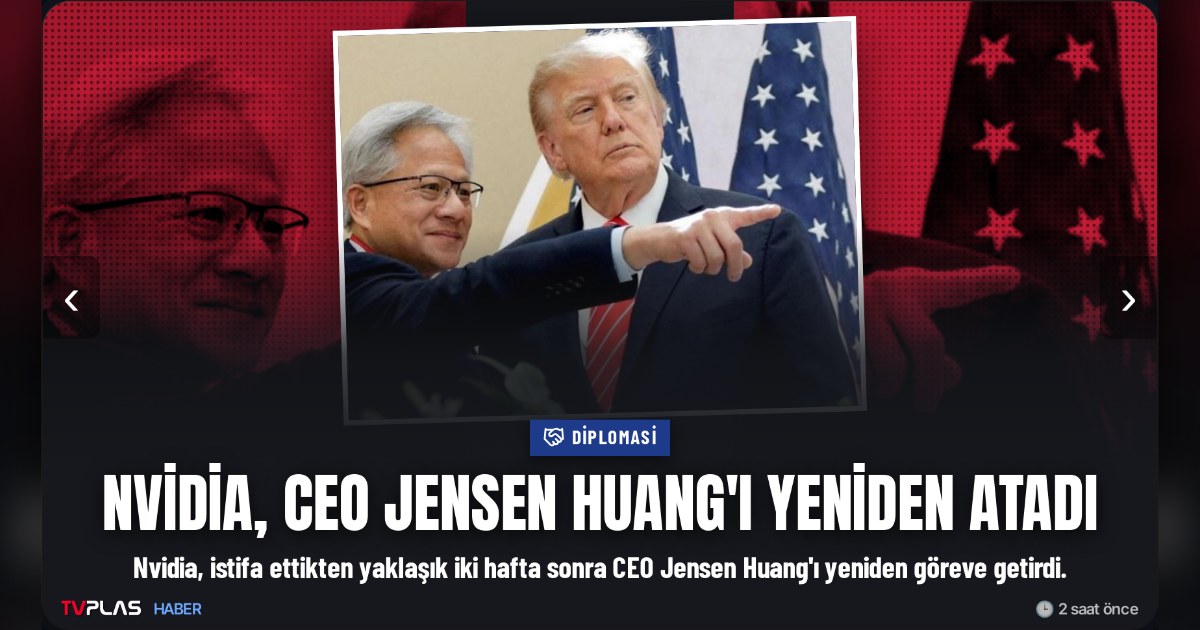 DİPLOMASİ
NVİDİA, CEO JENSEN HUANG'I YENİDEN ATADI
Nvidia, istifa ettikten yaklaşık iki hafta sonra CEO Jensen Huang'ı yeniden göreve getirdi.
TVPLAS HABER
2 saat önce